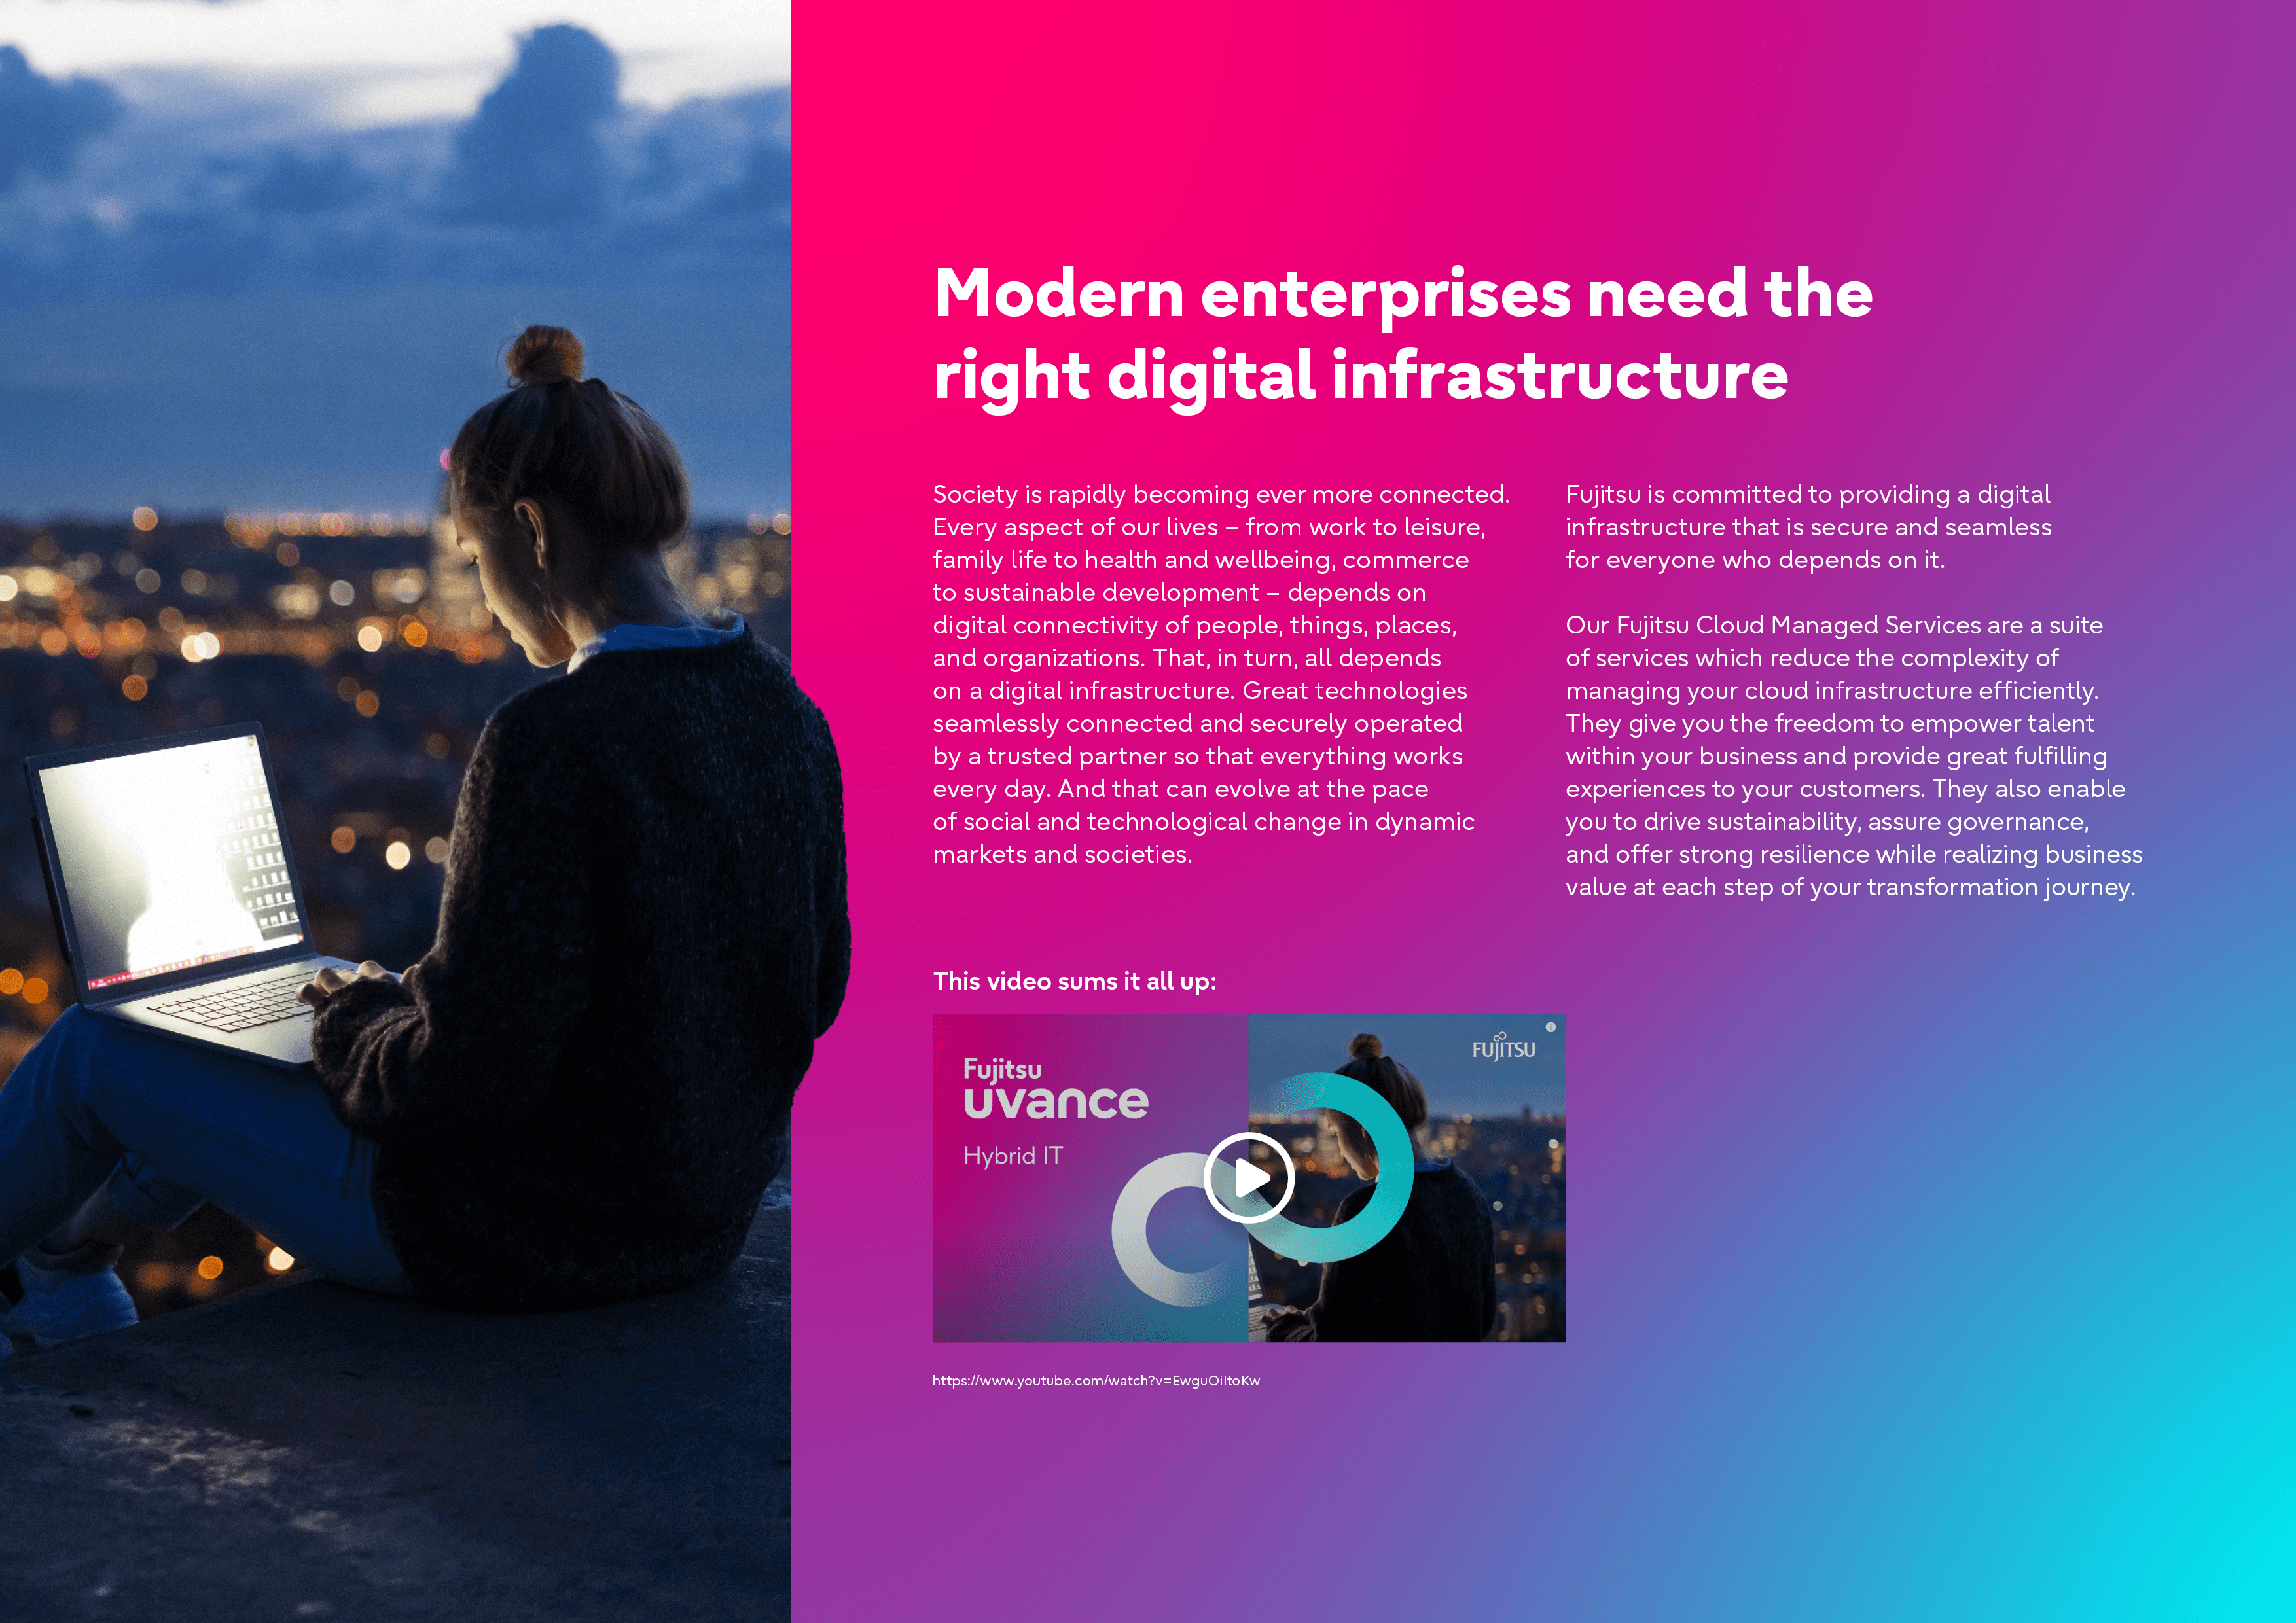 Modern enterprises need the
right digital infrastructure
Society is rapidly becoming ever more connected.
Every aspect of our lives – from work to leisure,
family life to health and wellbeing, commerce
to sustainable development – depends on
digital connectivity of people, things, places,
and organizations. That, in turn, all depends
on a digital infrastructure. Great technologies
seamlessly connected and securely operated
by a trusted partner so that everything works
every day. And that can evolve at the pace
of social and technological change in dynamic
markets and societies.
Fujitsu is committed to providing a digital
infrastructure that is secure and seamless
for everyone who depends on it.
Our Fujitsu Cloud Managed Services are a suite
of services which reduce the complexity of
managing your cloud infrastructure efficiently.
They give you the freedom to empower talent
within your business and provide great fulfilling
experiences to your customers. They also enable
you to drive sustainability, assure governance,
and offer strong resilience while realizing business
value at each step of your transformation journey.
This video sums it all up:
Fujitsu
uvance
Hybrid IT
FUJITSU
https://www.youtube.com/watch?v=EwguOiItoKw